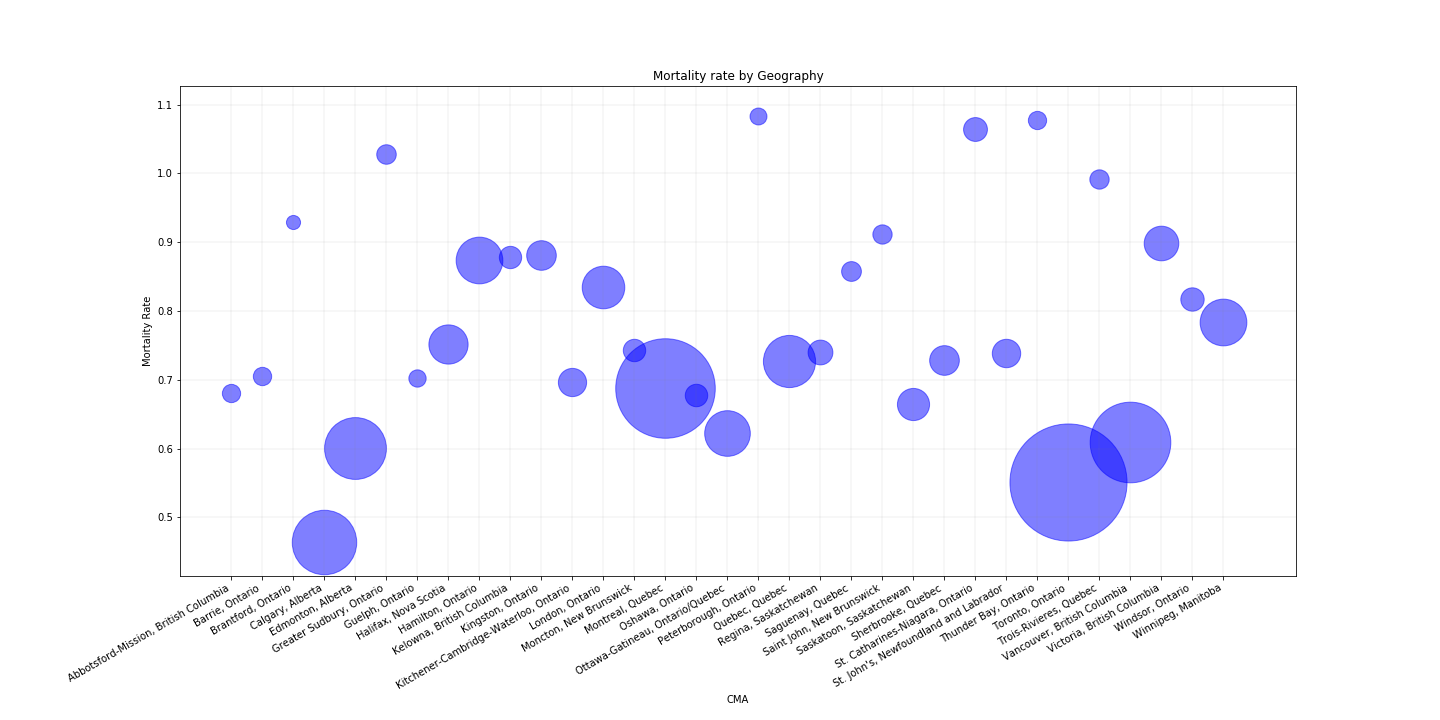 Mortality rate by Geography
Mortality Rate
1.1
1.0
0.9
0.8
0.7
0.6
0.5
Abbotsford-Mission, British Columbia
Barrie, Ontario
Brantford, Ontario
Calgary, Alberta
Edmonton, Alberta
Greater Sudbury, Ontario
Guelph, Ontario
Halifax, Nova Scotia
Hamilton, Ontario
Kelowna, British Columbia
Kingston, Ontario
Kitchener-Cambridge-Waterloo, Ontario
London, Ontario
Moncton, New Brunswick
Montreal, Quebec
Oshawa, Ontario
Ottawa-Gatineau, Ontario/Quebec
Peterborough, Ontario
Quebec, Quebec
Regina, Saskatchewan
Saguenay, Quebec
Saint John, New Brunswick
Saskatoon, Saskatchewan
Sherbrooke, Quebec
St. Catharines-Niagara, Ontario
St. John's, Newfoundland and Labrador
Thunder Bay, Ontario
Toronto, Ontario
Trois-Rivieres, Quebec
Vancouver, British Columbia
Victoria, British Columbia
Windsor, Ontario
Winnipeg, Manitoba
CMA